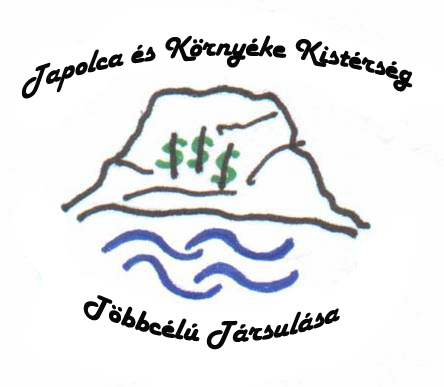 Tapolca és Környéke Kistérség
$$$
Többcélú Társulása